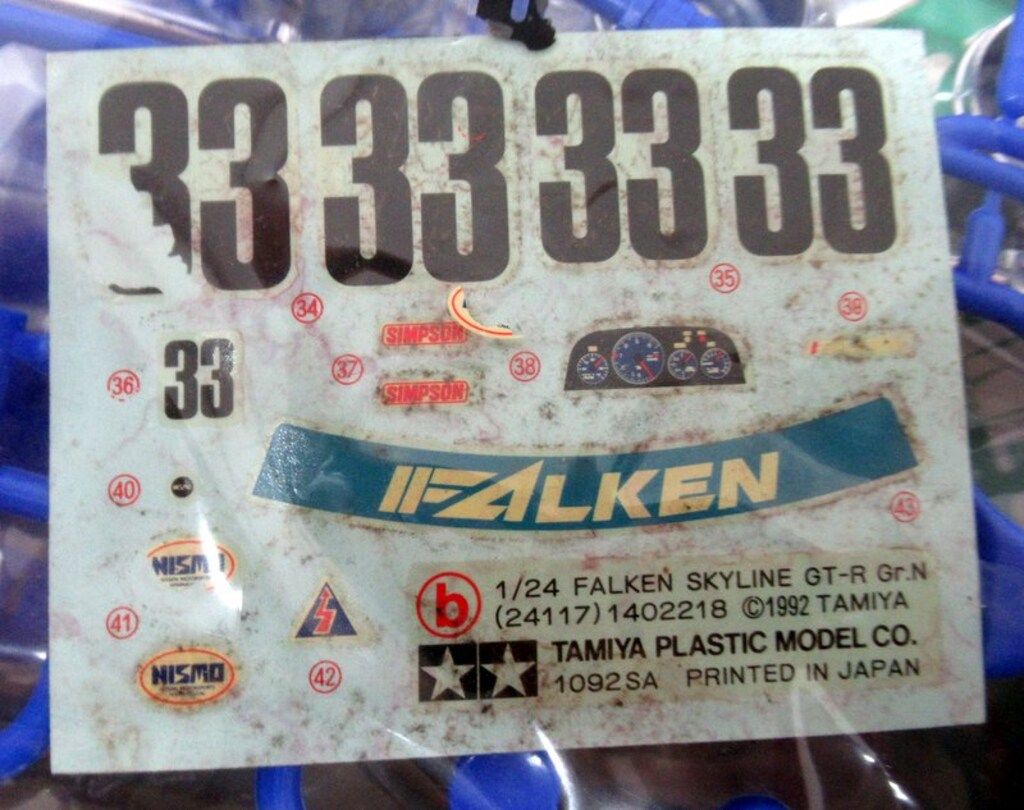 33 33 33 33
34
35
39
36
33
37
SIMPSON
SIMPSON
38
40
FALKEN
43
NISMO
41
NISMO
42
b
1/24 FALKEN SKYLINE GT-R Gr.N
(24117) 1402218 ©1992 TAMIYA
TAMIYA PLASTIC MODEL CO.
1092SA PRINTED IN JAPAN